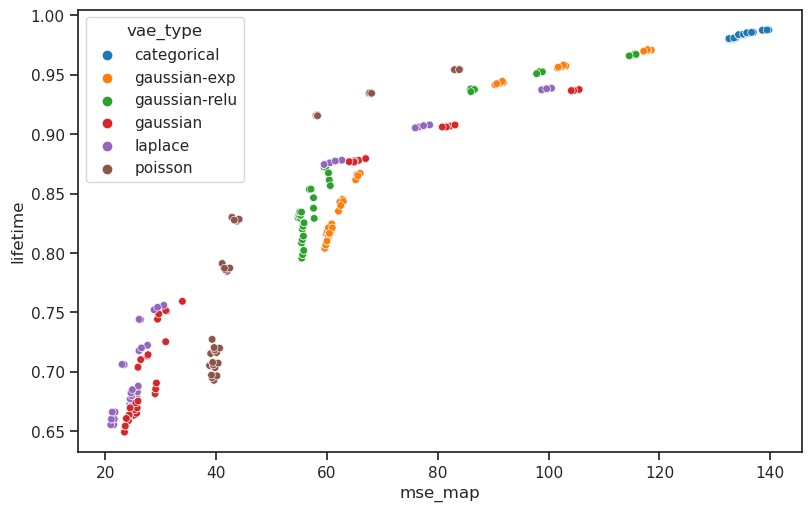 vae_type
categorical
gaussian-exp
gaussian-relu
gaussian
laplace
poisson
lifetime
1.00
0.95
0.90
0.85
0.80
0.75
0.70
0.65
20 40 60 80 100 120 140
mse_map